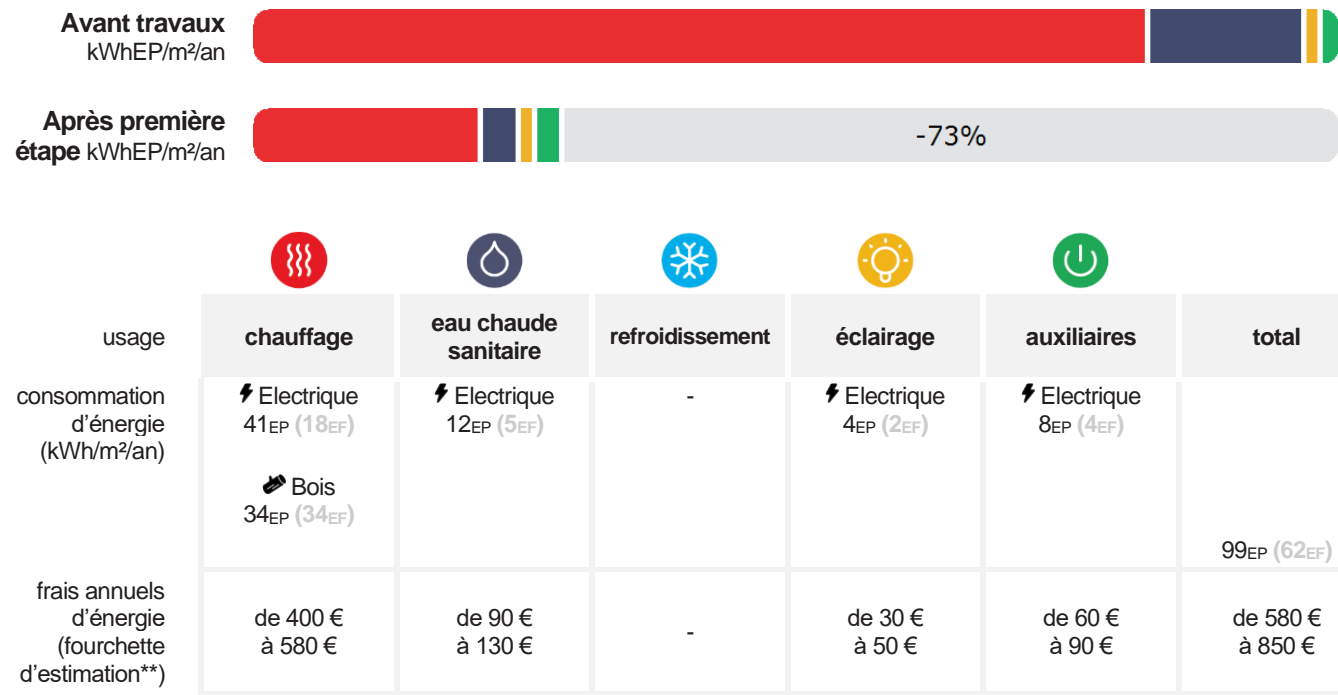 Avant travaux
kWhEP/m²/an
Après première
étape kWhEP/m²/an
-73%
usage
chauffage
eau chaude
sanitaire
refroidissement
éclairage
auxiliaires
total
consommation
d'énergie
(kWh/m²/an)
Electrique
41EP (18EF)
Bois
34EP (34EF)
Electrique
12EP (5EF)
-
Electrique
4EP (2EF)
Electrique
8EP (4EF)
99EP (62EF)
frais annuels
d'énergie
(fourchette
d'estimation**)
de 400 €
à 580 €
de 90 €
à 130 €
-
de 30 €
à 50 €
de 60 €
à 90 €
de 580 €
à 850 €